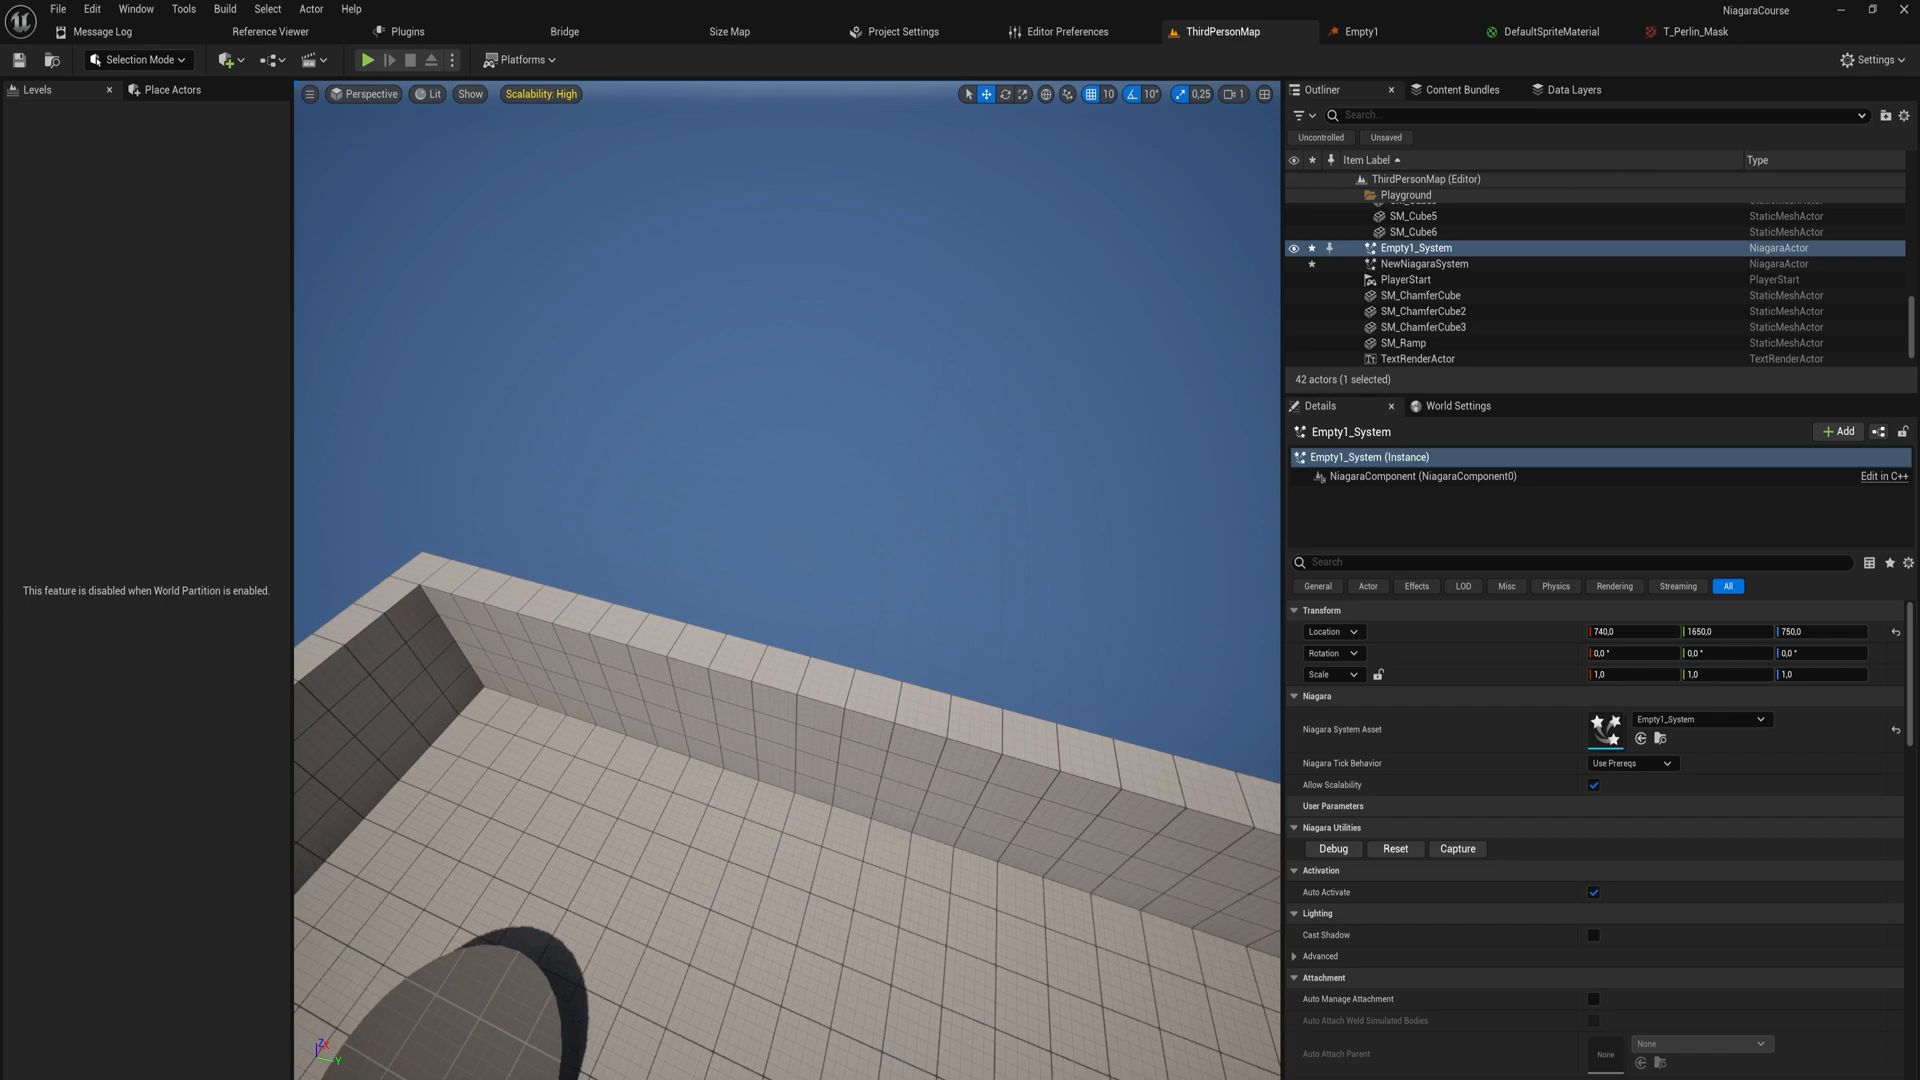 File Edit Window Tools Build Select Actor Help
NiagaraCourse
Message Log Reference Viewer Plugins Bridge Size Map Project Settings Editor Preferences ThirdPersonMap Empty1 DefaultSpriteMaterial T_Perlin_Mask
Selection Mode Platforms Settings
Levels Place Actors
This feature is disabled when World Partition is enabled.
Perspective Lit Show Scalability: High 10 10° 0,25 1
Z X Y
Outliner Content Bundles Data Layers
Search...
Uncontrolled Unsaved
Item Label Type
ThirdPersonMap (Editor)
Playground
SM_Cube5 StaticMeshActor
SM_Cube6 StaticMeshActor
Empty1_System NiagaraActor
NewNiagaraSystem NiagaraActor
PlayerStart PlayerStart
SM_ChamferCube StaticMeshActor
SM_ChamferCube2 StaticMeshActor
SM_ChamferCube3 StaticMeshActor
SM_Ramp StaticMeshActor
TextRenderActor TextRenderActor
42 actors (1 selected)
Details World Settings
Empty1_System Add
Empty1_System (Instance)
NiagaraComponent (NiagaraComponent0) Edit in C++
Search
General Actor Effects LOD Misc Physics Rendering Streaming All
Transform
Location 740,0 1650,0 750,0
Rotation 0,0 ° 0,0 ° 0,0 °
Scale 1,0 1,0 1,0
Niagara
Niagara System Asset Empty1_System
Niagara Tick Behavior Use Prereqs
Allow Scalability
User Parameters
Niagara Utilities
Debug Reset Capture
Activation
Auto Activate
Lighting
Cast Shadow
Advanced
Attachment
Auto Manage Attachment
Auto Attach Weld Simulated Bodies
Auto Attach Parent None None